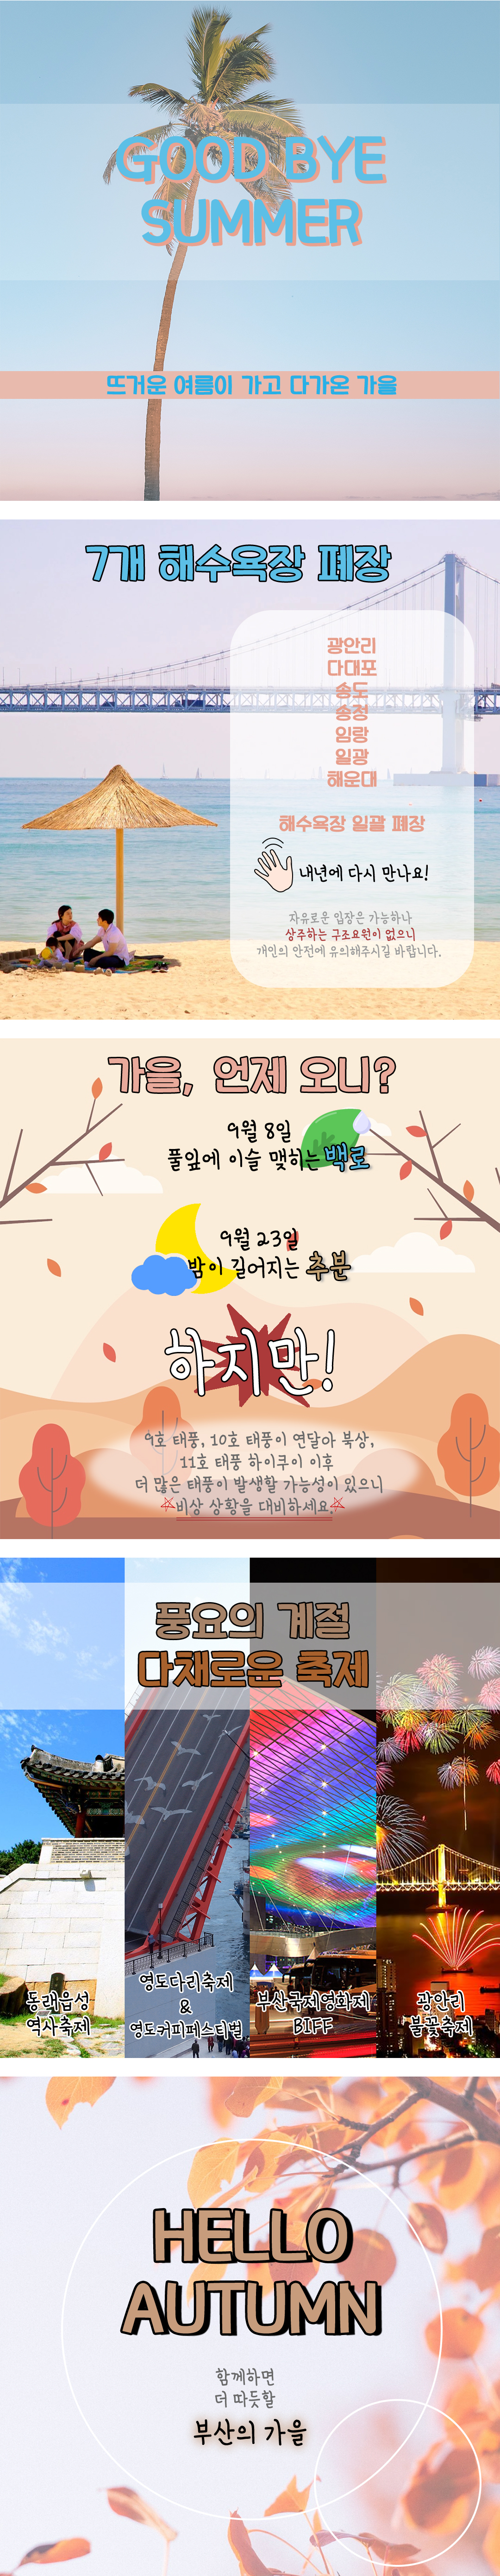 GOOD BYE
SUMMER
뜨거운 여름이 가고 다가온 가을
7개 해수욕장 폐장
광안리
다대포
송도
송정
임랑
일광
해운대
해수욕장 일괄 폐장
내년에 다시 만나요!
자유로운 입장은 가능하나
상주하는 구조요원이 없으니
개인의 안전에 유의해주시길 바랍니다.
가을, 언제 오니?
9월 8일
풀잎에 이슬 맺히는 백로
9월 23일
밤이 길어지는 추분
하지만!
9호 태풍, 10호 태풍이 연달아 북상,
11호 태풍 하이쿠이 이후
더 많은 태풍이 발생할 가능성이 있으니
비상 상황을 대비하세요.
풍요의 계절
다채로운 축제
동래읍성
역사축제
영도다리축제
&
영도커피페스티벌
부산국제영화제
BIFF
광안리
불꽃축제
HELLO
AUTUMN
함께하면
더 따듯할
부산의 가을